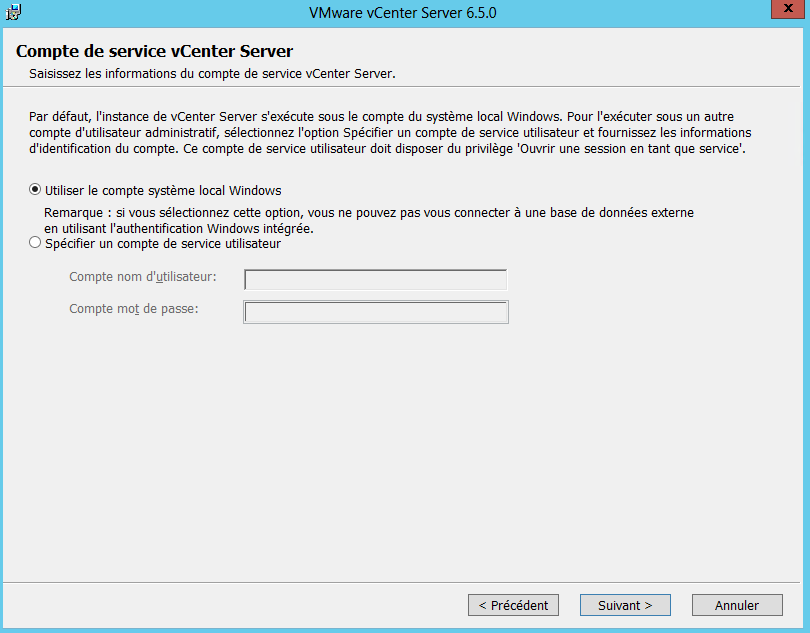 VMware vCenter Server 6.5.0
x
Compte de service vCenter Server
Saisissez les informations du compte de service vCenter Server.
Par défaut, l'instance de vCenter Server s'exécute sous le compte du système local Windows. Pour l'exécuter sous un autre
compte d'utilisateur administratif, sélectionnez l'option Spécifier un compte de service utilisateur et fournissez les informations
d'identification du compte. Ce compte de service utilisateur doit disposer du privilège 'Ouvrir une session en tant que service'.
Utiliser le compte système local Windows
Remarque : si vous sélectionnez cette option, vous ne pouvez pas vous connecter à une base de données externe
en utilisant l'authentification Windows intégrée.
Spécifier un compte de service utilisateur
Compte nom d'utilisateur:
Compte mot de passe:
< Précédent
Suivant >
Annuler